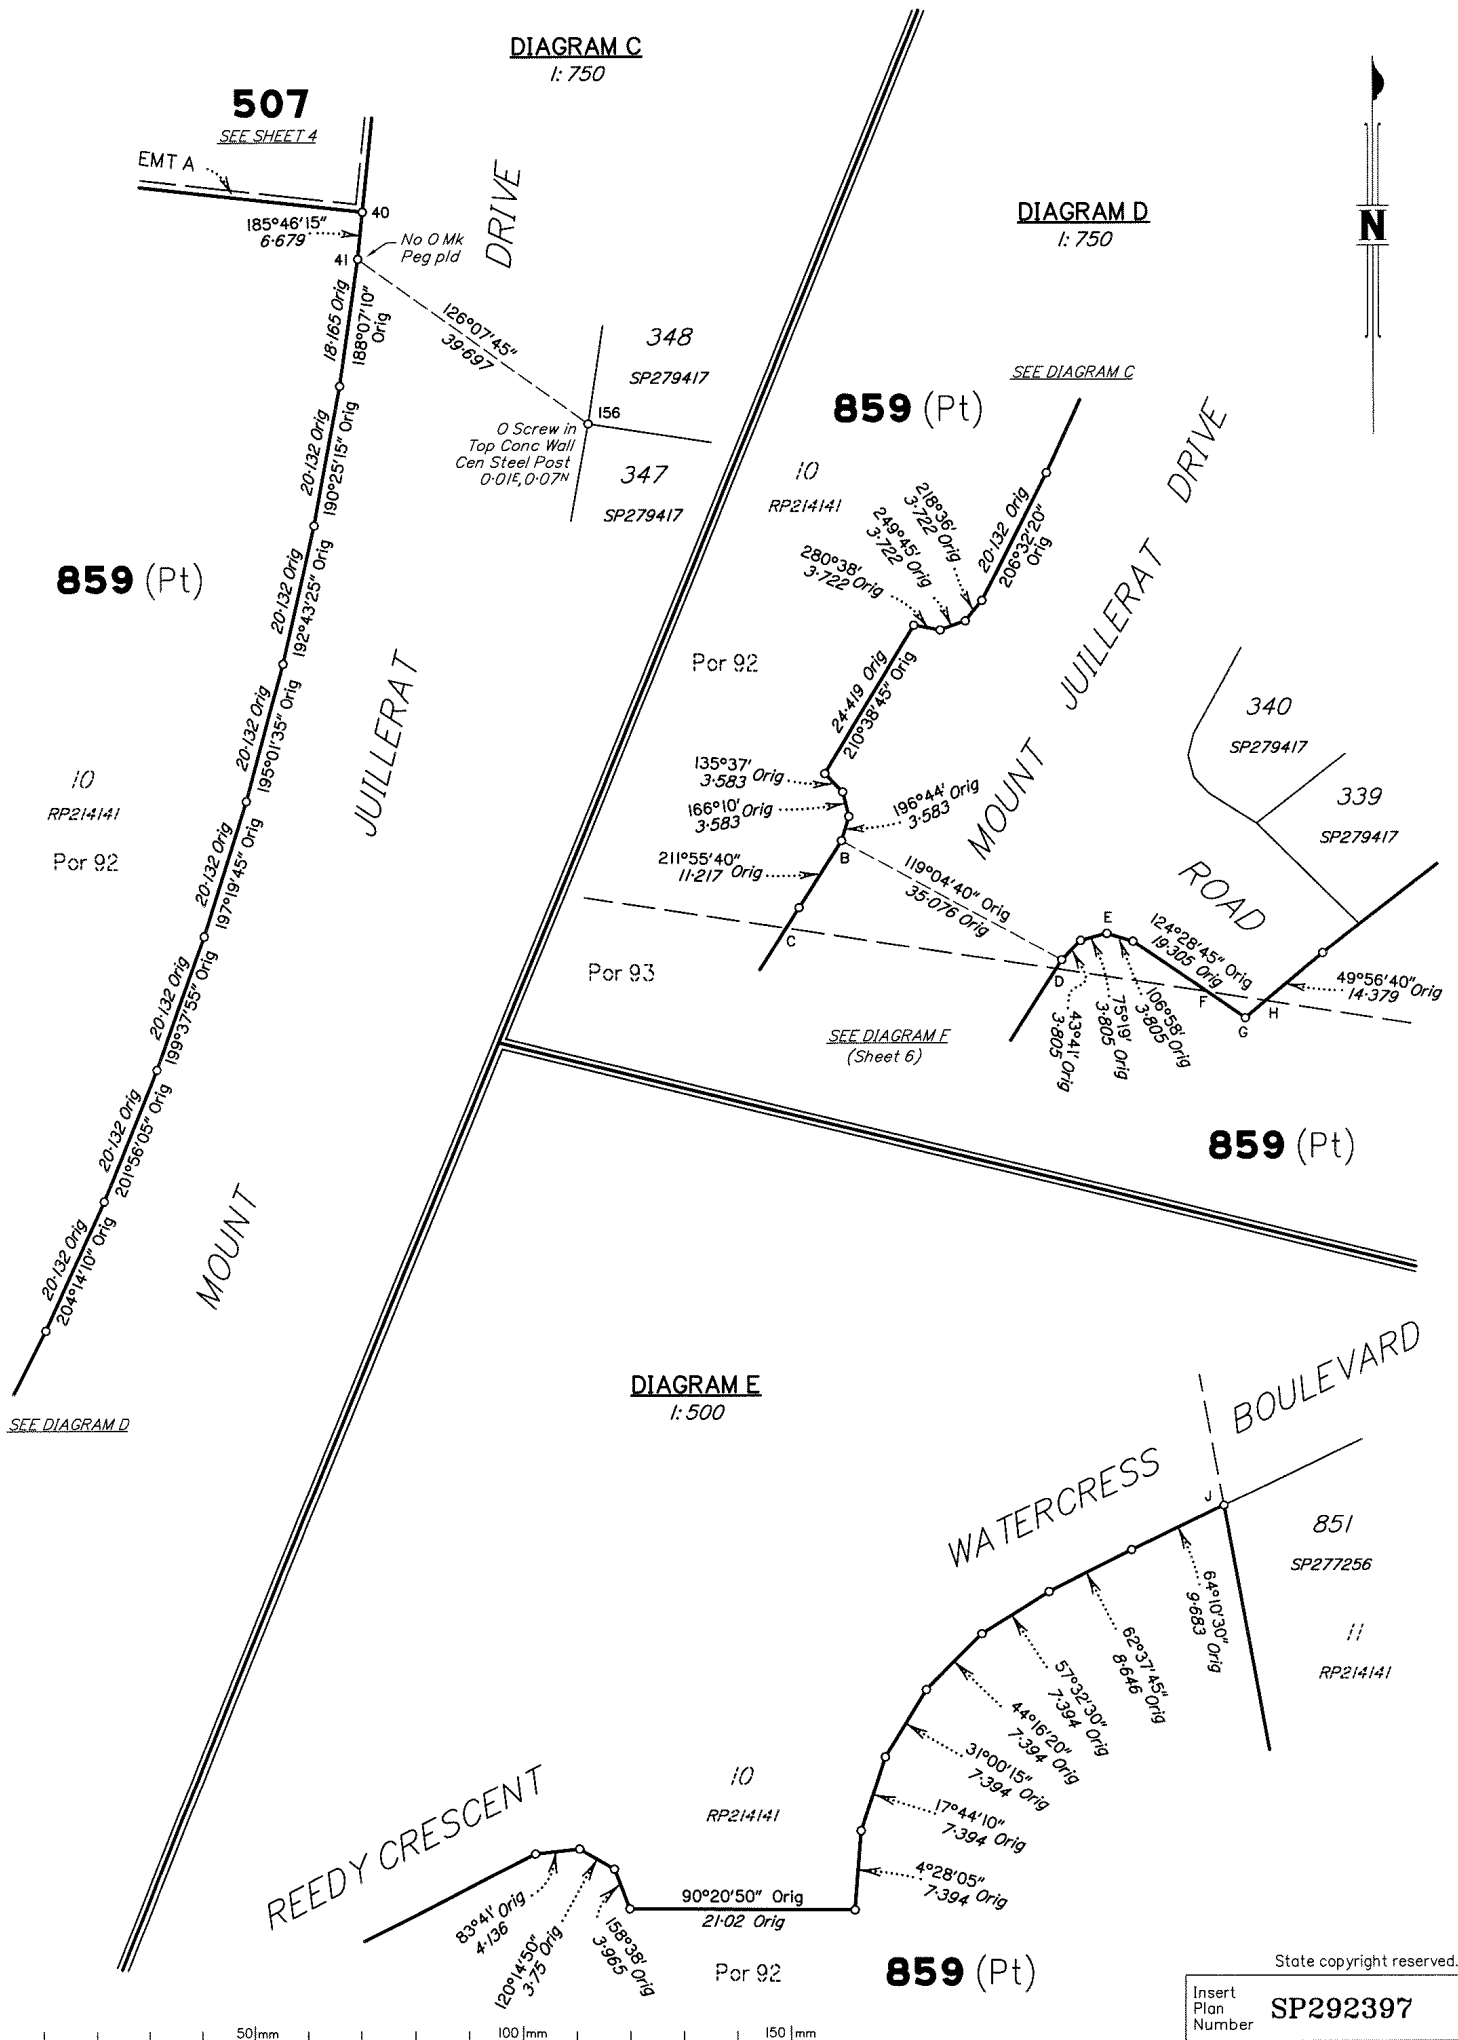 DIAGRAM C
1:750
507
SEE SHEET 4
EMT A
40
185°46'15"
6·679
41
No O Mk
Peg pld
DRIVE
18·165 Orig
188°07'10"
Orig
126°07'45"
39·697
348
SP279417
156
O Screw in
Top Conc Wall
Cen Steel Post
0·01E, 0·07N
347
SP279417
20·132 Orig
190°25'15" Orig
859 (Pt)
20·132 Orig
192°43'25" Orig
20·132 Orig
195°01'35" Orig
JUILLERAT
10
RP214141
Por 92
20·132 Orig
197°19'45" Orig
20·132 Orig
199°37'55" Orig
20·132 Orig
201°56'05" Orig
20·132 Orig
204°14'10" Orig
MOUNT
SEE DIAGRAM D
DIAGRAM D
1:750
N
SEE DIAGRAM C
859 (Pt)
10
RP214141
DRIVE
20·132 Orig
206°32'20"
Orig
218°36'
3·722 Orig
249°45'
3·722 Orig
280°38'
3·722 Orig
Por 92
24·419 Orig
210°38'45" Orig
JUILLERAT
MOUNT
340
SP279417
339
SP279417
135°37'
3·583 Orig
166°10'
3·583 Orig
196°44'
3·583 Orig
211°55'40"
11·217 Orig
B
119°04'40" Orig
35·076 Orig
ROAD
C
Por 93
D
E
124°28'45" Orig
19·305 Orig
F
G
H
49°56'40"
14·379 Orig
43°41'
3·805 Orig
75°19'
3·805 Orig
106°58'
3·805 Orig
SEE DIAGRAM F
(Sheet 6)
859 (Pt)
DIAGRAM E
1:500
WATERCRESS
BOULEVARD
J
851
SP277256
11
RP214141
64°10'30"
9·683 Orig
62°37'45"
8·646 Orig
57°32'30"
7·394 Orig
44°16'20"
7·394 Orig
31°00'15"
7·394 Orig
17°44'10"
7·394 Orig
4°28'05"
7·394 Orig
10
RP214141
REEDY CRESCENT
83°41'
4·136 Orig
120°14'50"
3·75 Orig
158°38'
3·965 Orig
90°20'50" Orig
21·02 Orig
Por 92
859 (Pt)
State copyright reserved.
Insert
Plan
Number
SP292397
50mm
100mm
150mm